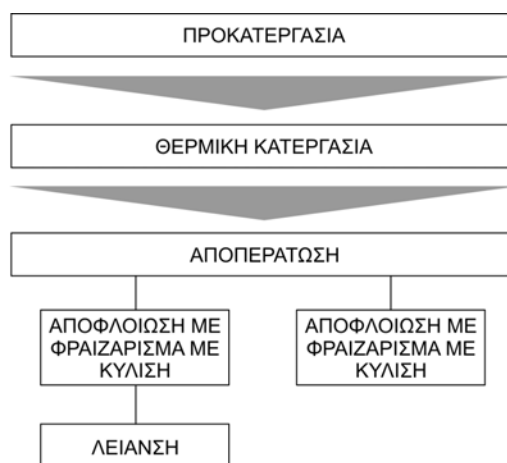 ΠΡΟΚΑΤΕΡΓΑΣΙΑ
ΘΕΡΜΙΚΗ ΚΑΤΕΡΓΑΣΙΑ
ΑΠΟΠΕΡΑΤΩΣΗ
ΑΠΟΦΛΟΙΩΣΗ ΜΕ
ΦΡΑΙΖΑΡΙΣΜΑ ΜΕ
ΚΥΛΙΣΗ
ΑΠΟΦΛΟΙΩΣΗ ΜΕ
ΦΡΑΙΖΑΡΙΣΜΑ ΜΕ
ΚΥΛΙΣΗ
ΛΕΙΑΝΣΗ